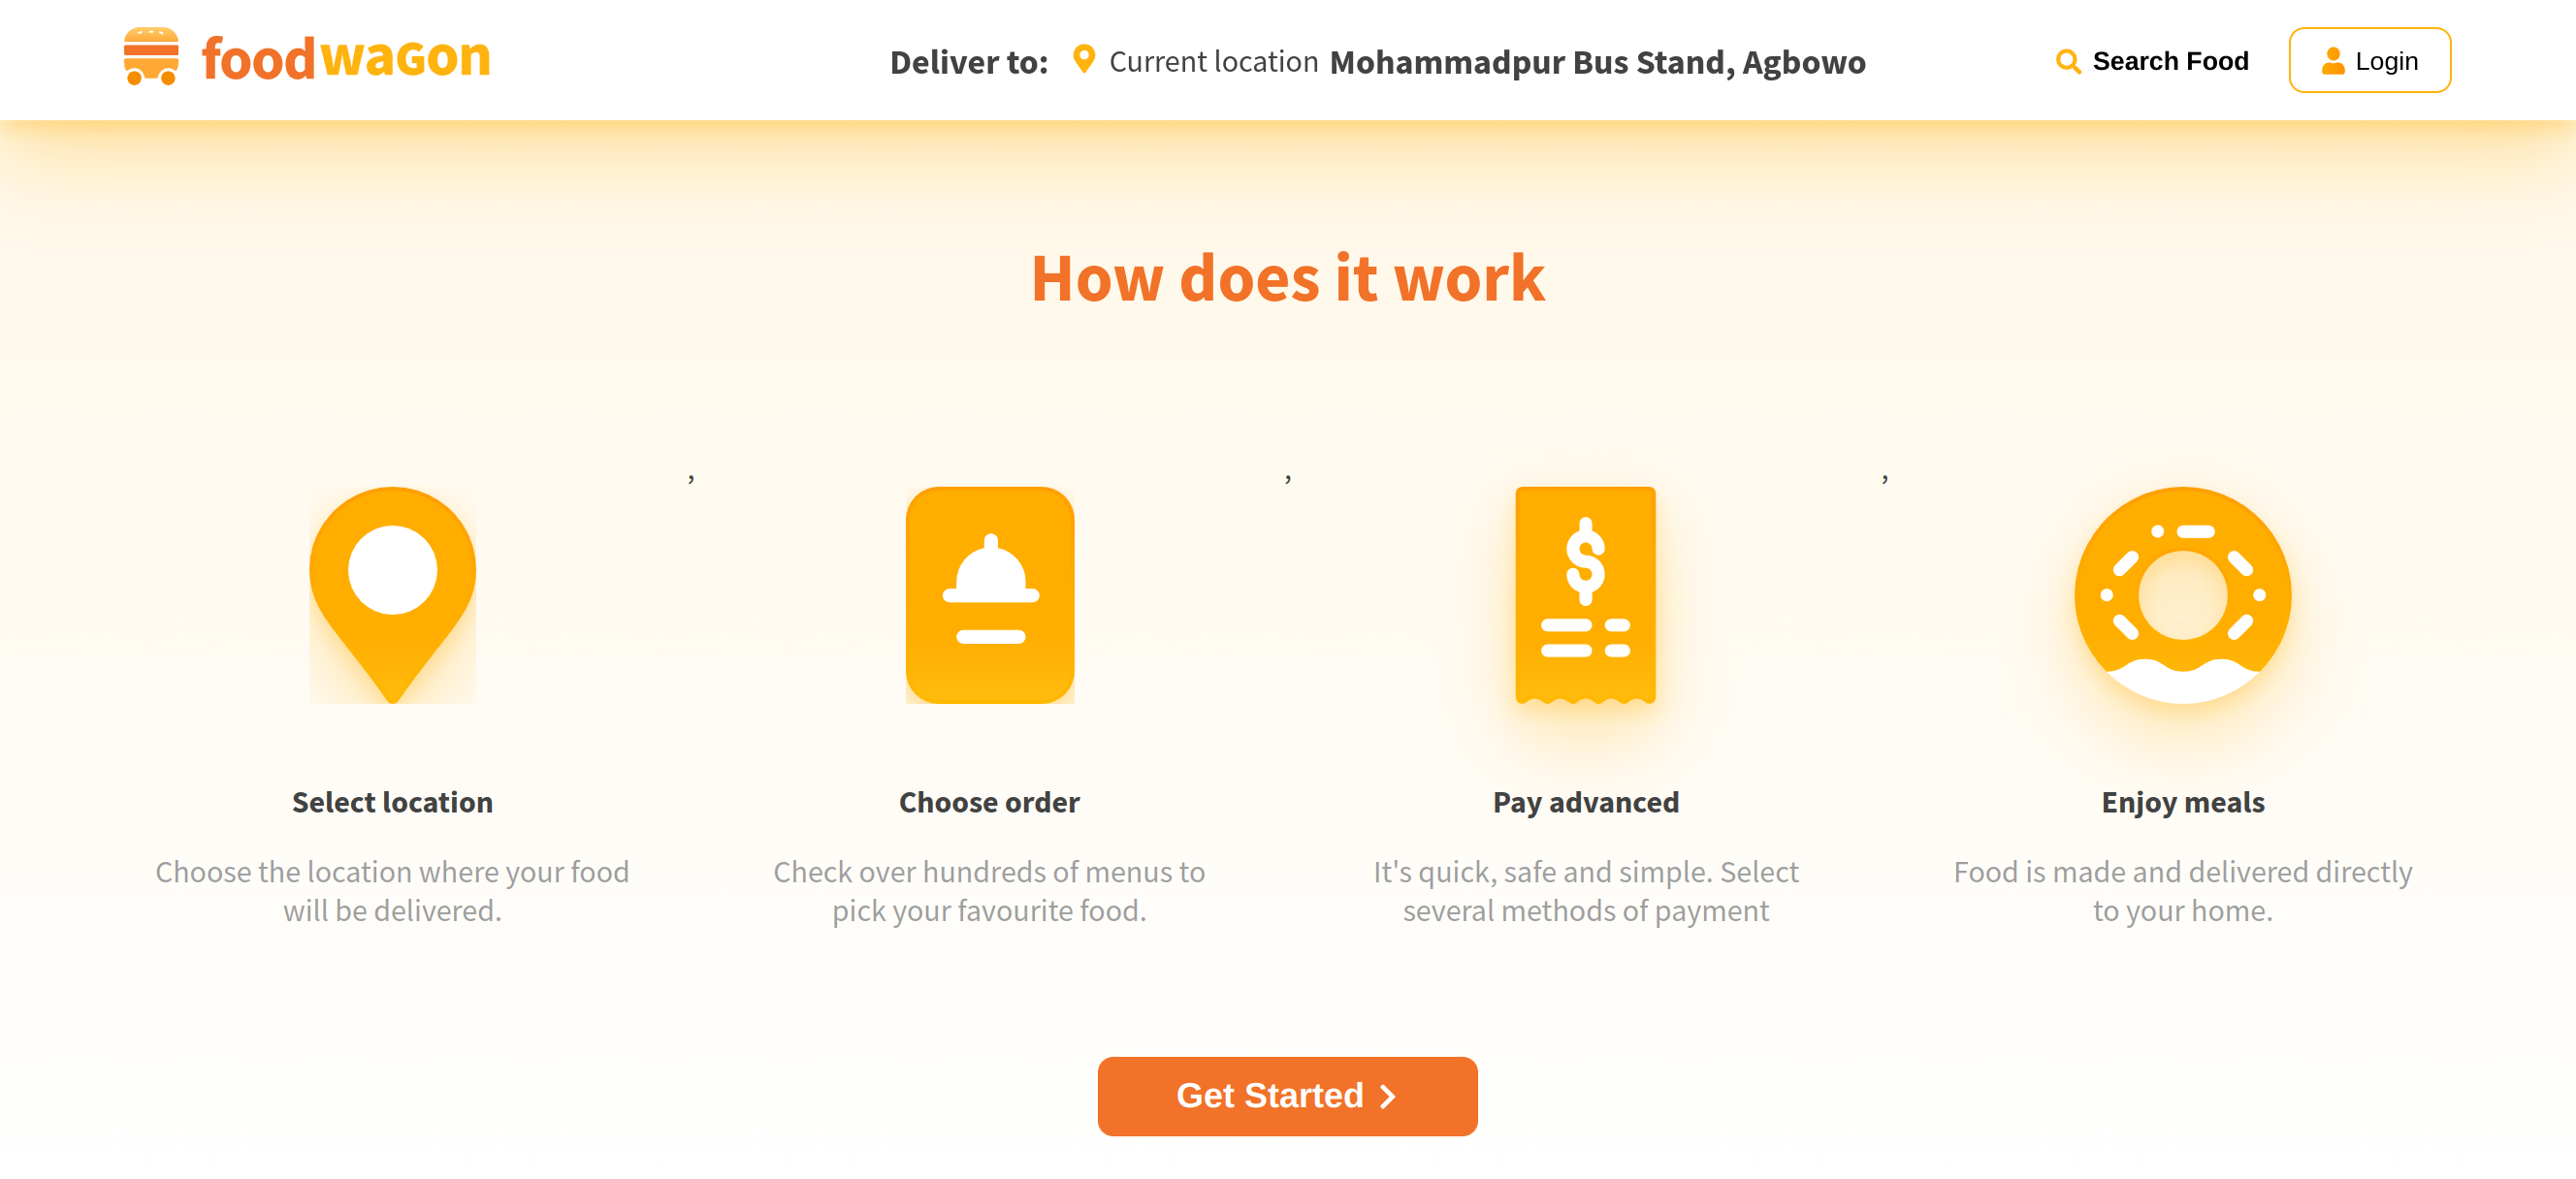 foodwaGon
Deliver to: Current location Mohammadpur Bus Stand, Agbowo
Search Food
Login
How does it work
, , ,
$
Select location
Choose the location where your food
will be delivered.
Choose order
Check over hundreds of menus to
pick your favourite food.
Pay advanced
It's quick, safe and simple. Select
several methods of payment
Enjoy meals
Food is made and delivered directly
to your home.
Get Started